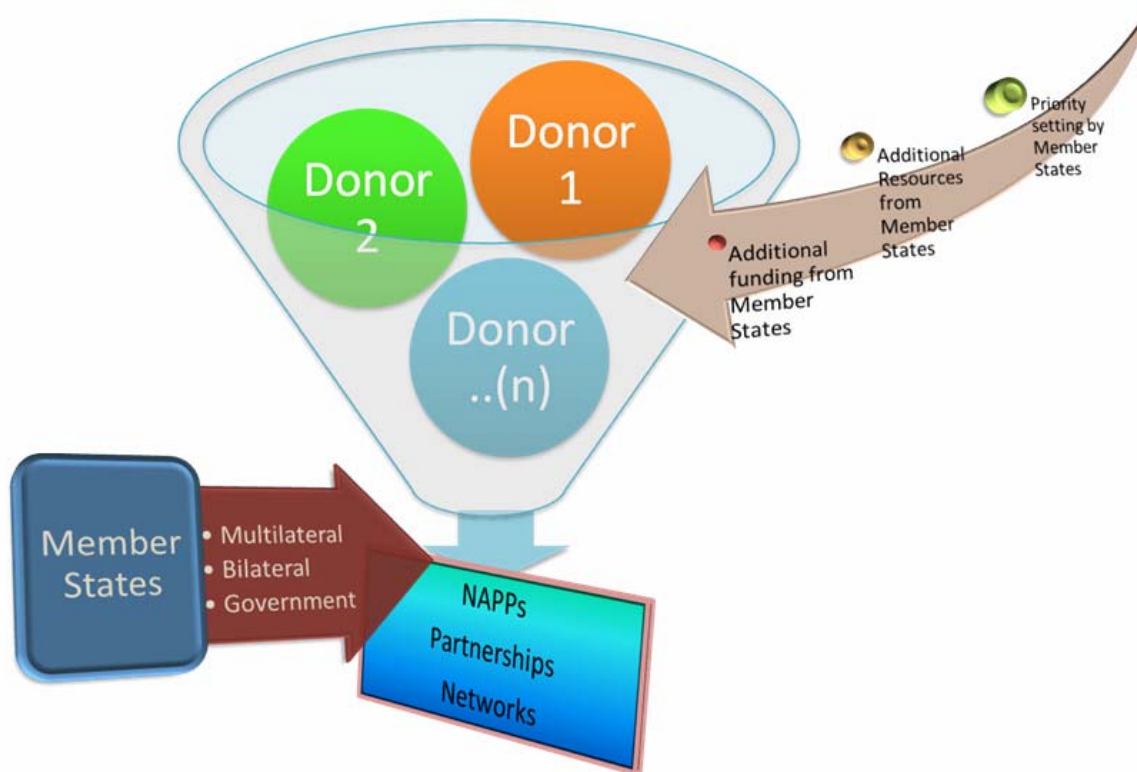 Donor
1
Donor
2
Donor
..(n)
Priority
setting by
Member
States
Additional
Resources
from
Member
States
Additional
funding from
Member
States
Member
States
• Multilateral
• Bilateral
• Government
NAPPs
Partnerships
Networks